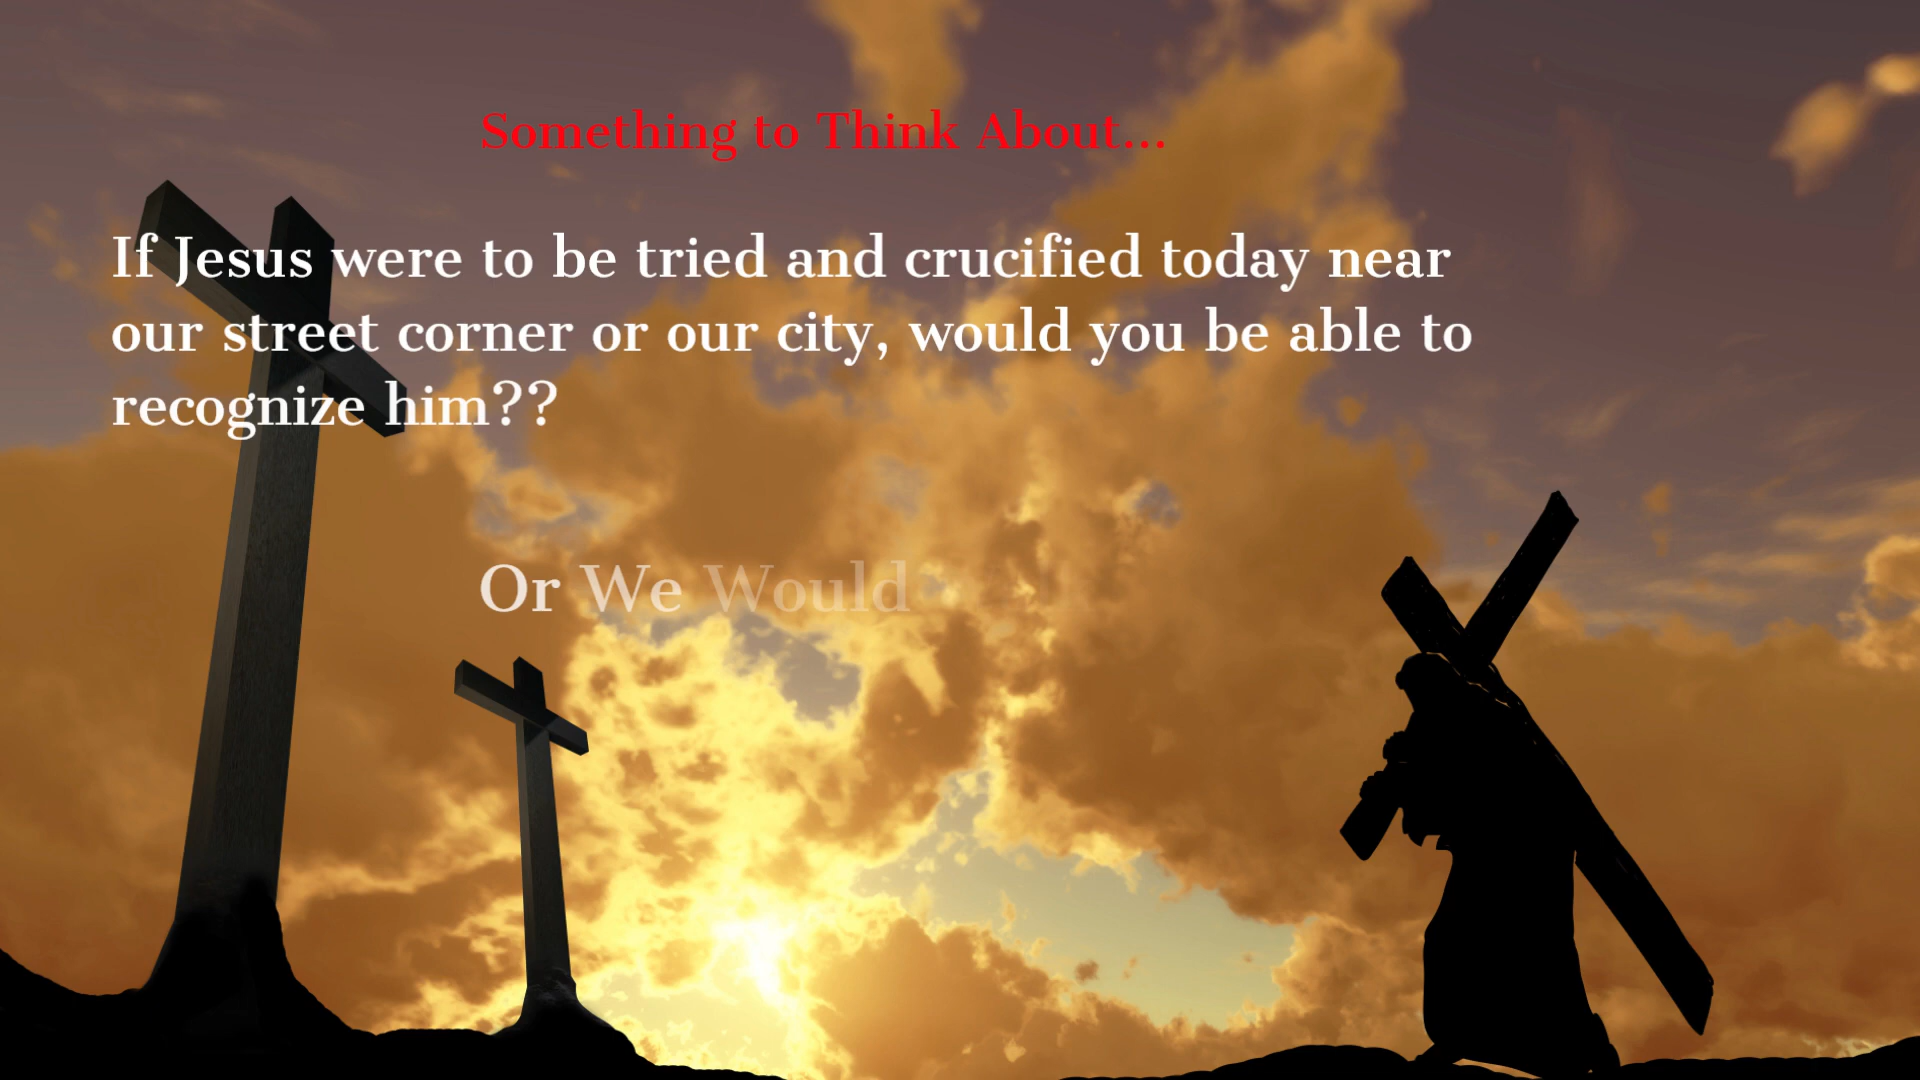 Something to Think About...
If Jesus were to be tried and crucified today near
our street corner or our city, would you be able to
recognize him??
Or We Would